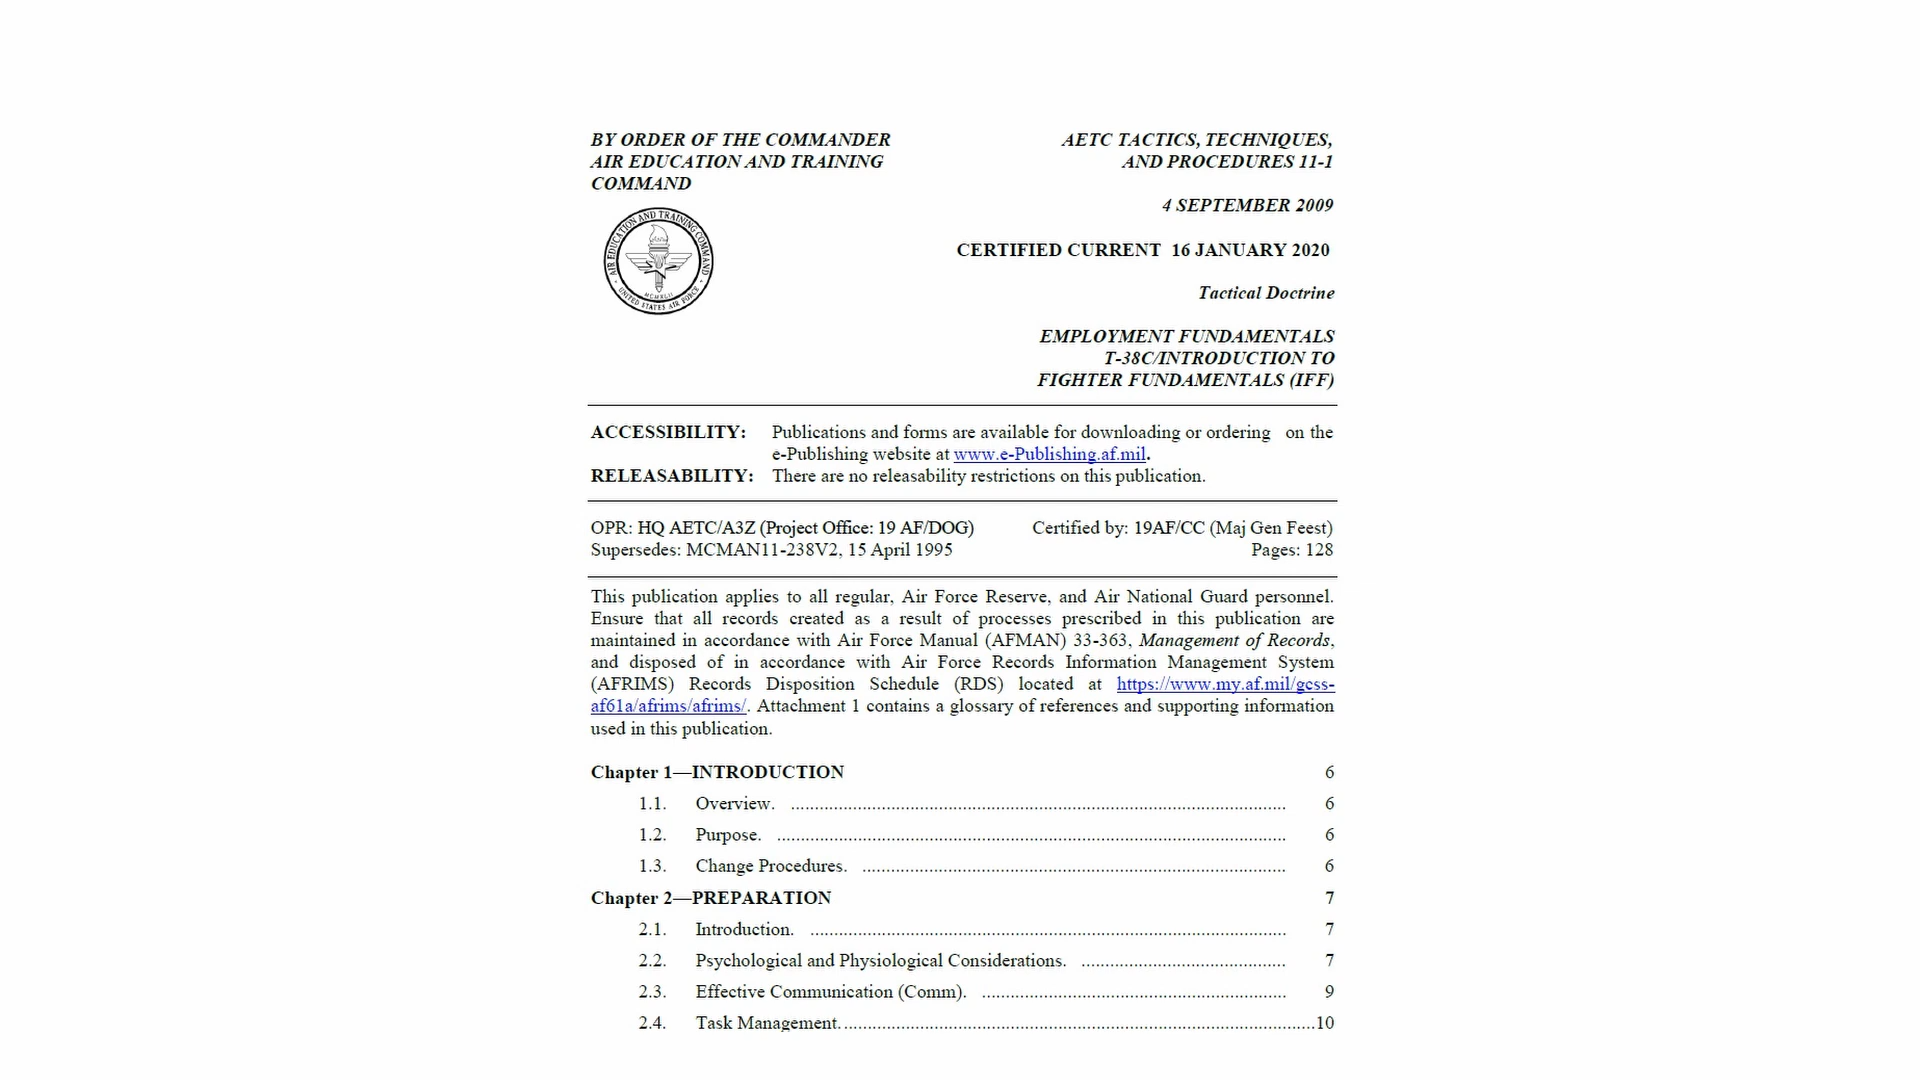 BY ORDER OF THE COMMANDER
AIR EDUCATION AND TRAINING
COMMAND
AETC TACTICS, TECHNIQUES,
AND PROCEDURES 11-1
4 SEPTEMBER 2009
AIR EDUCATION AND TRAINING COMMAND
MCMXLII
UNITED STATES AIR FORCE
CERTIFIED CURRENT 16 JANUARY 2020
Tactical Doctrine
EMPLOYMENT FUNDAMENTALS
T-38C/INTRODUCTION TO
FIGHTER FUNDAMENTALS (IFF)
ACCESSIBILITY: Publications and forms are available for downloading or ordering on the
e-Publishing website at www.e-Publishing.af.mil.
RELEASABILITY: There are no releasability restrictions on this publication.
OPR: HQ AETC/A3Z (Project Office: 19 AF/DOG) Certified by: 19AF/CC (Maj Gen Feest)
Supersedes: MCMAN11-238V2, 15 April 1995 Pages: 128
This publication applies to all regular, Air Force Reserve, and Air National Guard personnel.
Ensure that all records created as a result of processes prescribed in this publication are
maintained in accordance with Air Force Manual (AFMAN) 33-363, Management of Records,
and disposed of in accordance with Air Force Records Information Management System
(AFRIMS) Records Disposition Schedule (RDS) located at https://www.my.af.mil/gcss-
af61a/afrims/afrims/. Attachment 1 contains a glossary of references and supporting information
used in this publication.
Chapter 1—INTRODUCTION 6
1.1. Overview. ........................................ 6
1.2. Purpose. ........................................ 6
1.3. Change Procedures. ........................................ 6
Chapter 2—PREPARATION 7
2.1. Introduction. ........................................ 7
2.2. Psychological and Physiological Considerations. ........................................ 7
2.3. Effective Communication (Comm). ........................................ 9
2.4. Task Management. ........................................10